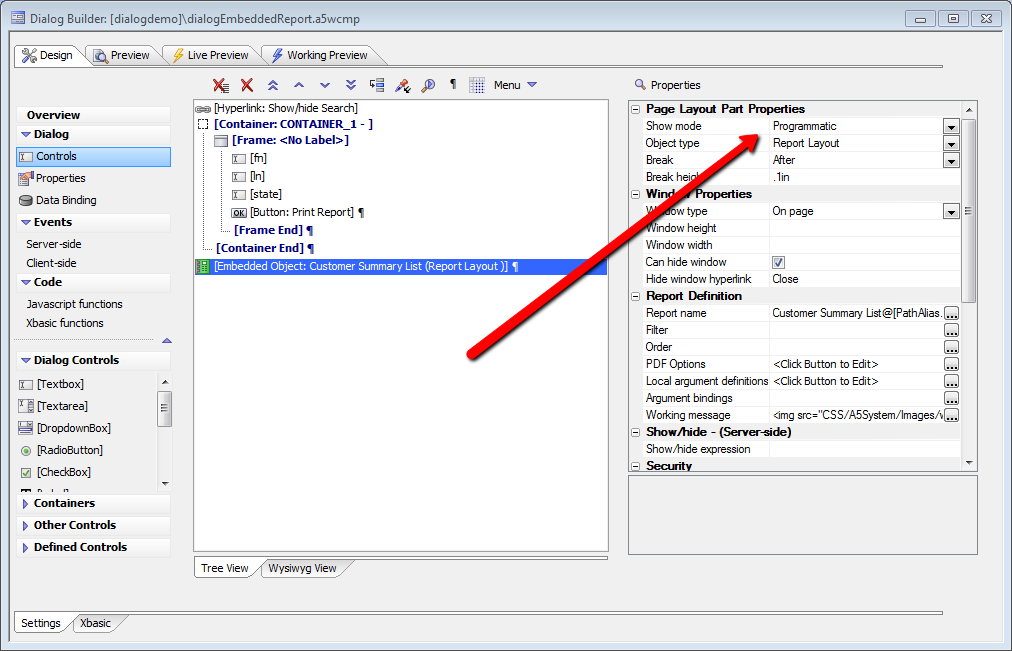 Dialog Builder: [dialogdemo]\dialogEmbeddedReport.a5wcmp
Design Preview Live Preview Working Preview
Menu
Overview
Dialog
Controls
Properties
Data Binding
Events
Server-side
Client-side
Code
Javascript functions
Xbasic functions
Dialog Controls
[Textbox]
[Textarea]
[DropdownBox]
[RadioButton]
[CheckBox]
Containers
Other Controls
Defined Controls
[Hyperlink: Show/hide Search]
[Container: CONTAINER_1 - ]
[Frame: <No Label>]
[fn]
[ln]
[state]
OK [Button: Print Report] ¶
[Frame End] ¶
[Container End] ¶
[Embedded Object: Customer Summary List (Report Layout )] ¶
Tree View Wysiwyg View
Properties
Page Layout Part Properties
Show mode Programmatic
Object type Report Layout
Break After
Break height .1in
Window Properties
Window type On page
Window height
Window width
Can hide window
Hide window hyperlink Close
Report Definition
Report name Customer Summary List@[PathAlias. ...
Filter ...
Order ...
PDF Options <Click Button to Edit> ...
Local argument definitions <Click Button to Edit> ...
Argument bindings ...
Working message <img src="CSS/A5System/Images/w ...
Show/hide - (Server-side)
Show/hide expression
Security
Settings Xbasic